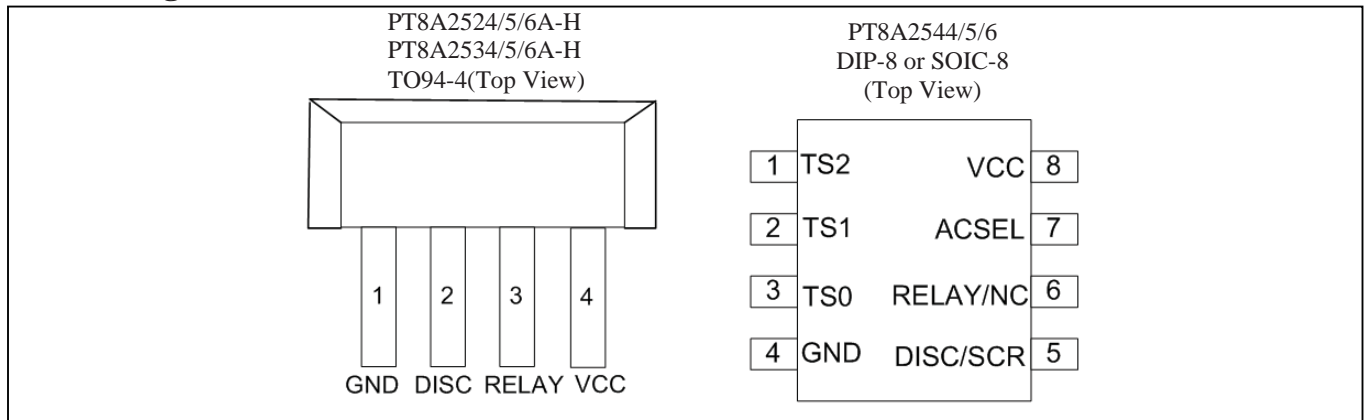 PT8A2524/5/6A-H
PT8A2534/5/6A-H
TO94-4(Top View)
1 2 3 4
GND DISC RELAY VCC
PT8A2544/5/6
DIP-8 or SOIC-8
(Top View)
1 TS2 VCC 8
2 TS1 ACSEL 7
3 TS0 RELAY/NC 6
4 GND DISC/SCR 5